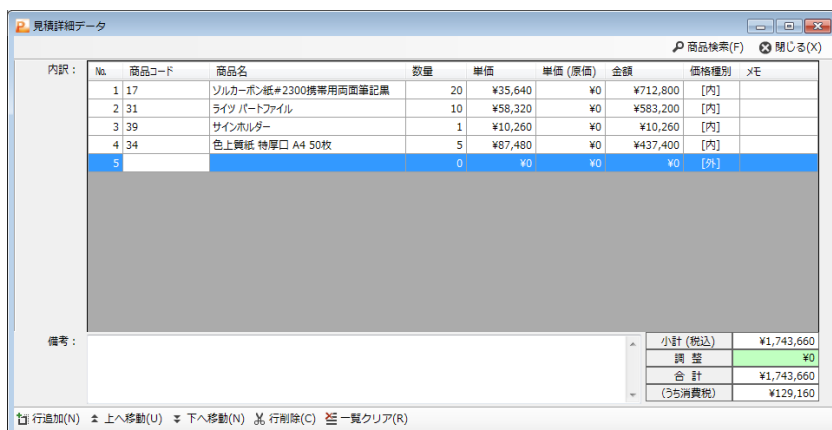 見積詳細データ
商品検索(F) 閉じる(X)
内訳：
No. 商品コード 商品名 数量 単価 単価 (原価) 金額 価格種別 メモ
1 17 ゾルカーボン紙#2300携帯用両面筆記黒 20 ¥35,640 ¥0 ¥712,800 [内]
2 31 ライツ パートファイル 10 ¥58,320 ¥0 ¥583,200 [内]
3 39 サインホルダー 1 ¥10,260 ¥0 ¥10,260 [内]
4 34 色上質紙 特厚口 A4 50枚 5 ¥87,480 ¥0 ¥437,400 [内]
5 0 ¥0 ¥0 ¥0 [外]
備考：
小計 (税込) ¥1,743,660
調 整 ¥0
合 計 ¥1,743,660
(うち消費税) ¥129,160
行追加(N) 上へ移動(U) 下へ移動(N) 行削除(C) 一覧クリア(R)